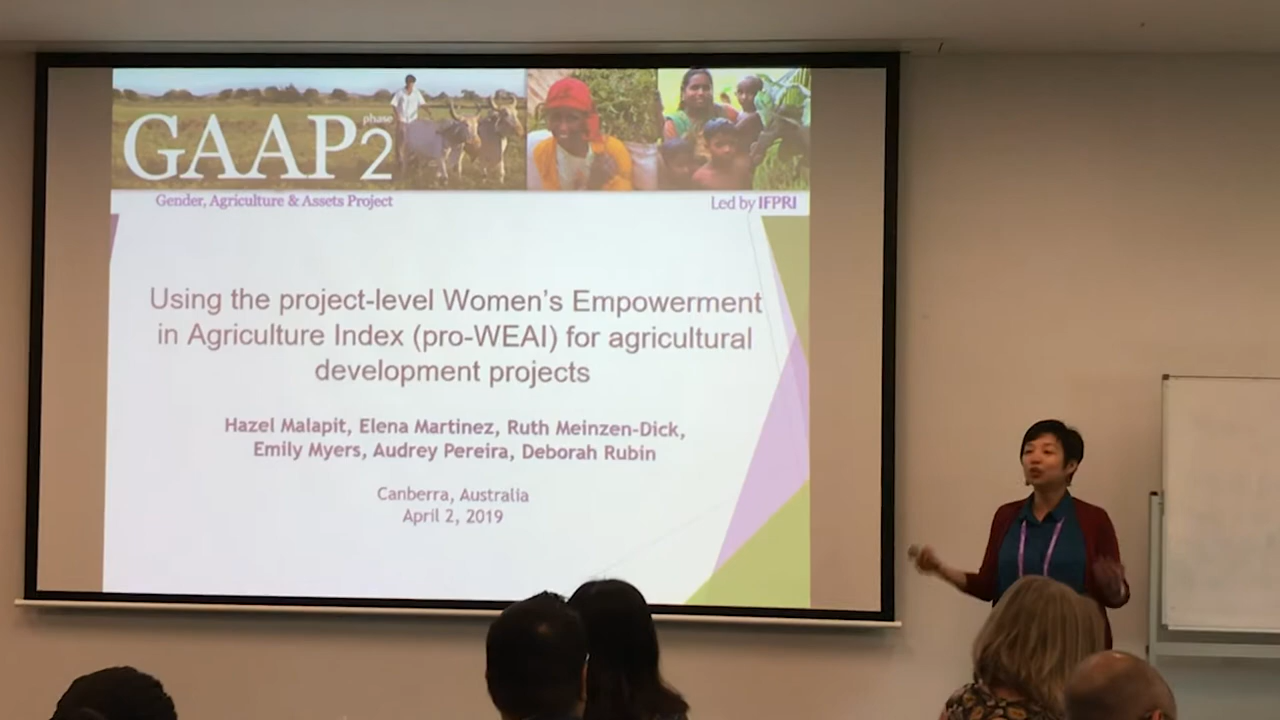 GAAP phase 2
Gender, Agriculture & Assets Project
Led by IFPRI
Using the project-level Women's Empowerment
in Agriculture Index (pro-WEAI) for agricultural
development projects
Hazel Malapit, Elena Martinez, Ruth Meinzen-Dick,
Emily Myers, Audrey Pereira, Deborah Rubin
Canberra, Australia
April 2, 2019